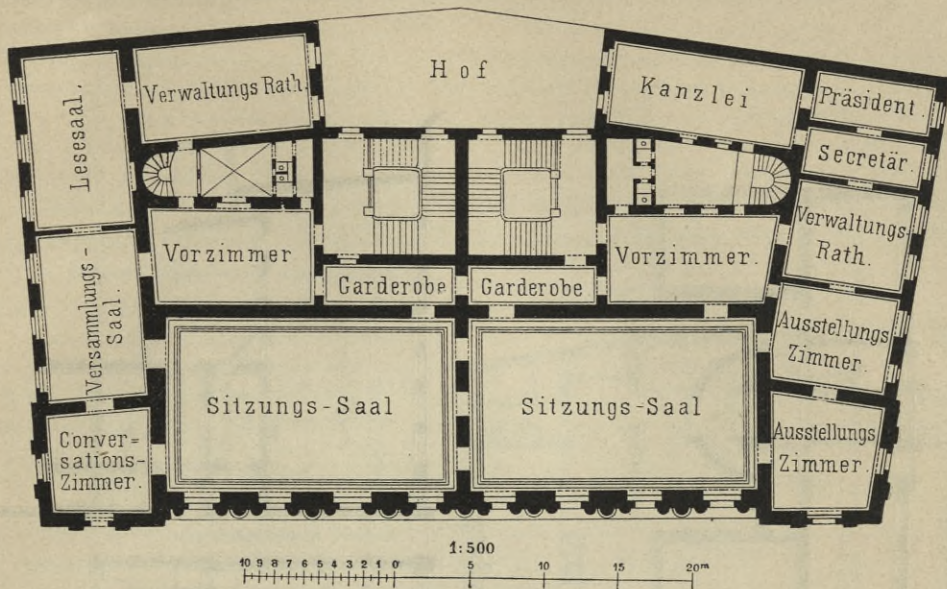 Hof
Lesesaal.
Verwaltungs Rath.
Kanzlei
Präsident.
Secretär.
Vorzimmer
Vorzimmer.
Verwaltungs-
Rath.
Versammlungs-
Saal.
Garderobe
Garderobe
Ausstellungs
Zimmer.
Sitzungs-Saal
Sitzungs-Saal
Conver=
sations-
Zimmer.
Ausstellungs
Zimmer.
1:500
10 9 8 7 6 5 4 3 2 1 0 5 10 15 20m